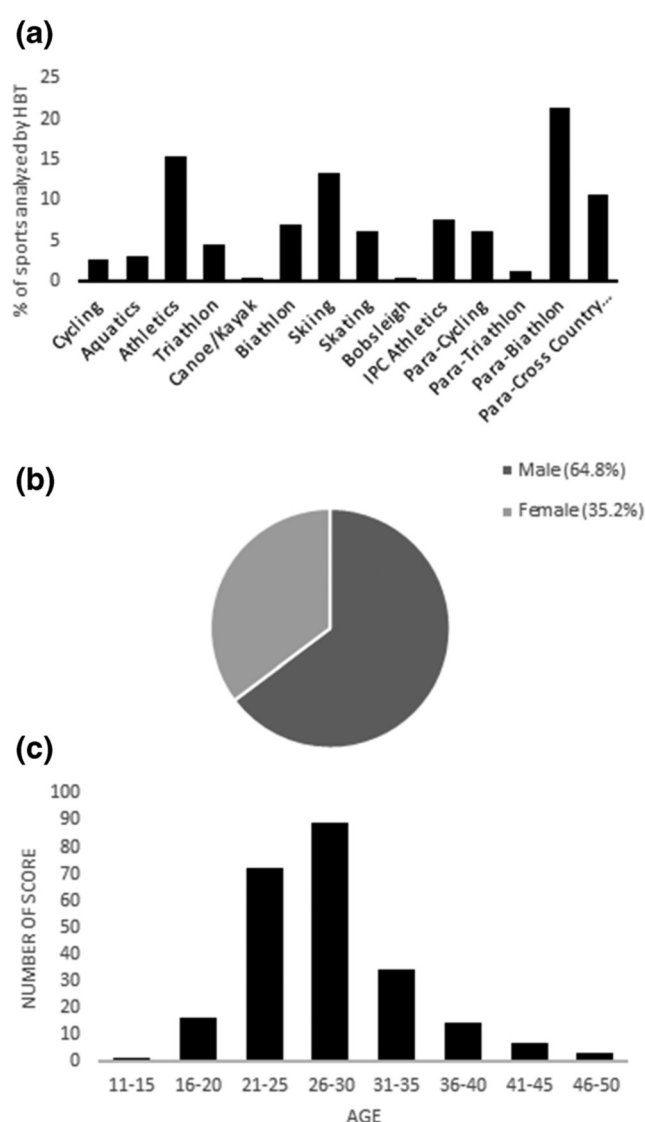 (a)
% of sports analyzed by HBT
25
20
15
10
5
0
Cycling
Aquatics
Athletics
Triathlon
Canoe/Kayak
Biathlon
Skiing
Skating
Bobsleigh
IPC Athletics
Para-Cycling
Para-Triathlon
Para-Biathlon
Para-Cross Country...
(b)
Male (64.8%)
Female (35.2%)
(c)
NUMBER OF SCORE
100
90
80
70
60
50
40
30
20
10
0
11-15
16-20
21-25
26-30
31-35
36-40
41-45
46-50
AGE